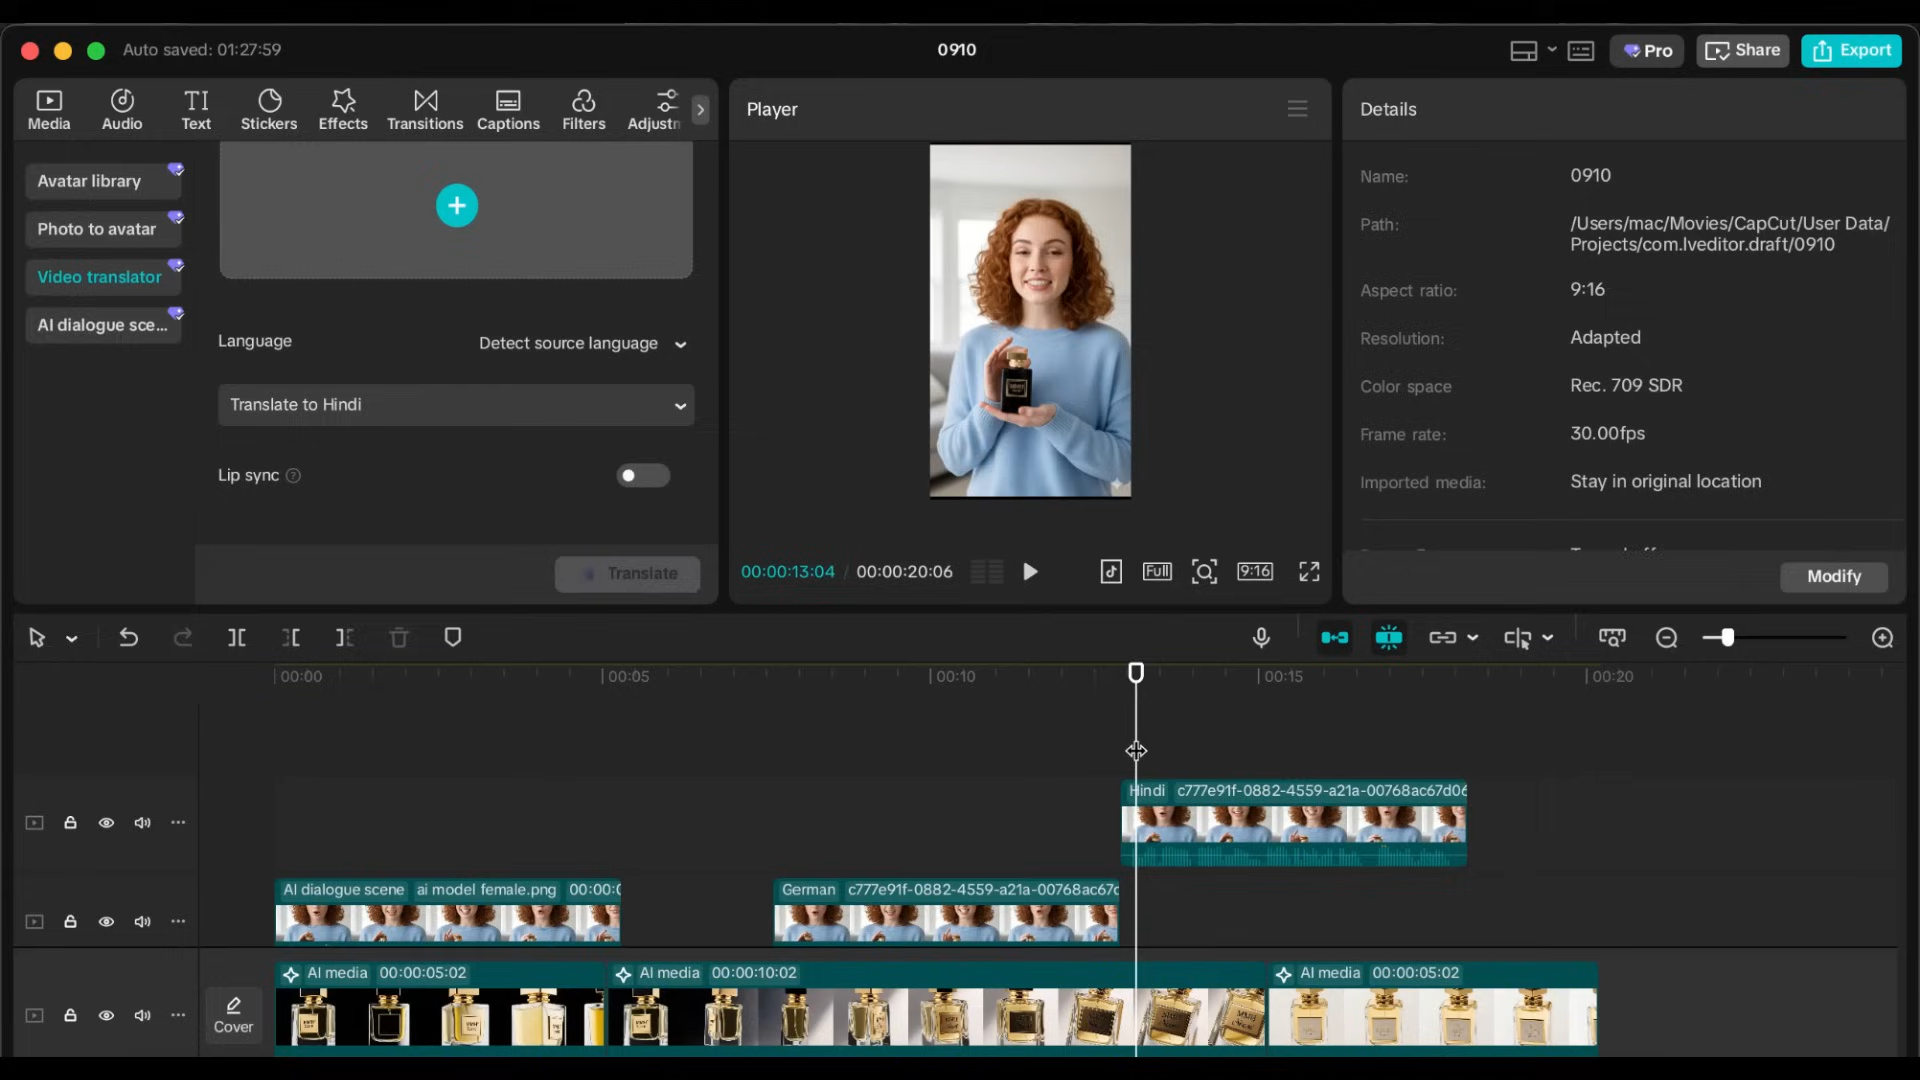 Auto saved: 01:27:59
0910
Pro
Share
Export
Media
Audio
TI
Text
Stickers
Effects
Transitions
Captions
Filters
Adjustn
Avatar library
Photo to avatar
Video translator
AI dialogue sce...
Language
Detect source language
Translate to Hindi
Lip sync
Translate
Player
00:00:13:04 / 00:00:20:06
Full
9:16
Details
Name:
0910
Path:
/Users/mac/Movies/CapCut/User Data/
Projects/com.lveditor.draft/0910
Aspect ratio:
9:16
Resolution:
Adapted
Color space
Rec. 709 SDR
Frame rate:
30.00fps
Imported media:
Stay in original location
Modify
00:00
00:05
00:10
00:15
00:20
Hindi c777e91f-0882-4559-a21a-00768ac67d06
AI dialogue scene ai model female.png 00:00:0
German c777e91f-0882-4559-a21a-00768ac67c
Cover
AI media 00:00:05:02
AI media 00:00:10:02
AI media 00:00:05:02